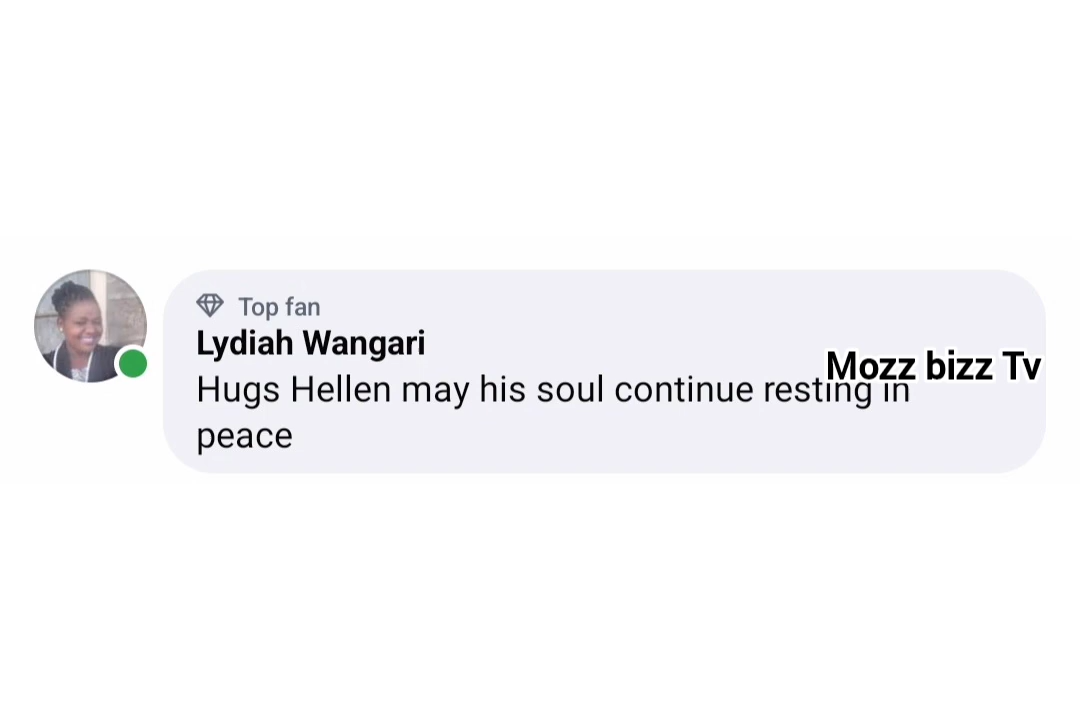 Top fan
Lydiah Wangari
Mozz bizz Tv
Hugs Hellen may his soul continue resting in
peace